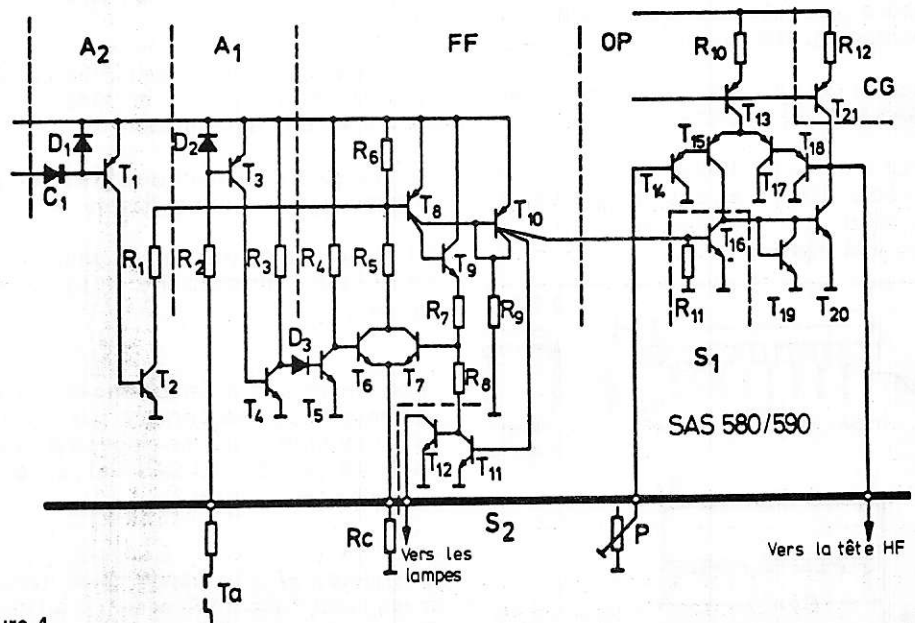 A2
A1
FF
OP
R10
R12
CG
D1
D2
T13
T21
C1
T1
T3
R6
T8
T10
T15
T18
T14
T17
T16
R1
R2
R3
R4
R5
T9
R7
R9
R11
T19
T20
D3
S1
T2
T4
T5
T6
T7
R8
SAS 580/590
T12
T11
S2
Rc
Vers les
lampes
P
Vers la tête HF
Ta